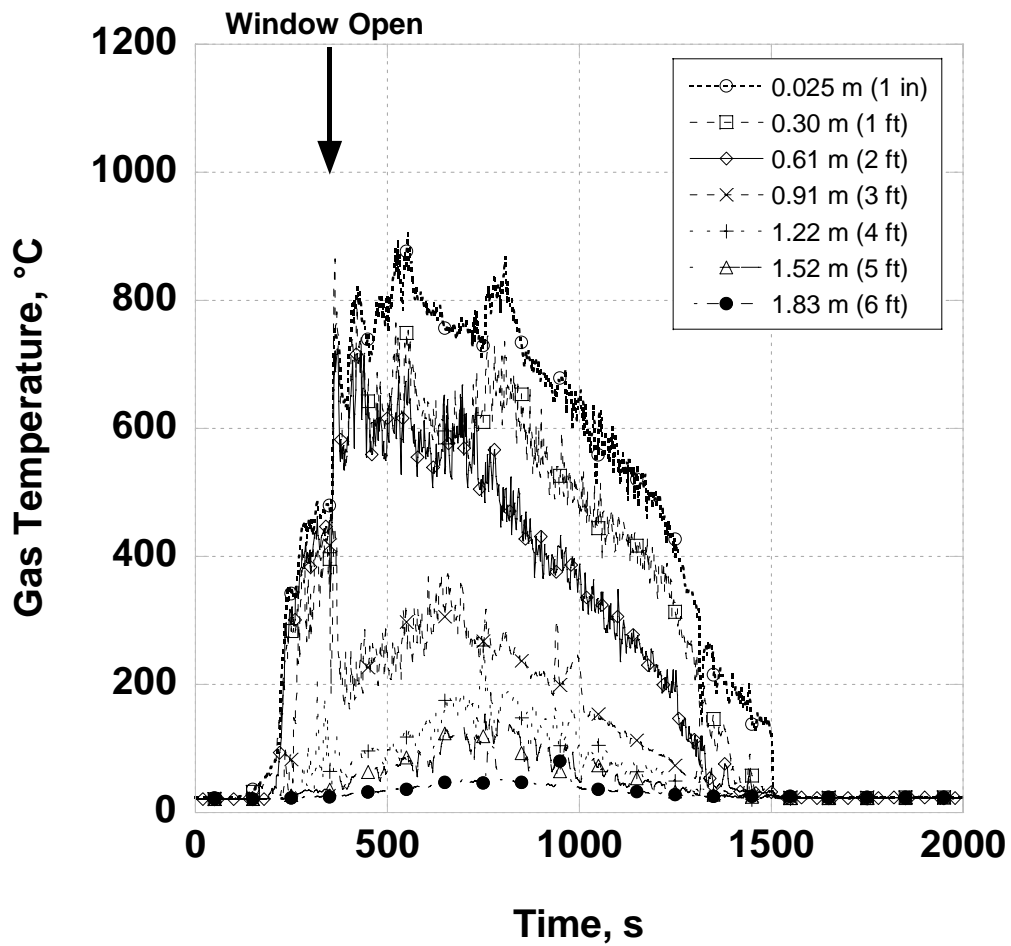 Window Open
1200
1000
800
600
400
200
0
Gas Temperature, °C
0.025 m (1 in)
0.30 m (1 ft)
0.61 m (2 ft)
0.91 m (3 ft)
1.22 m (4 ft)
1.52 m (5 ft)
1.83 m (6 ft)
0 500 1000 1500 2000
Time, s